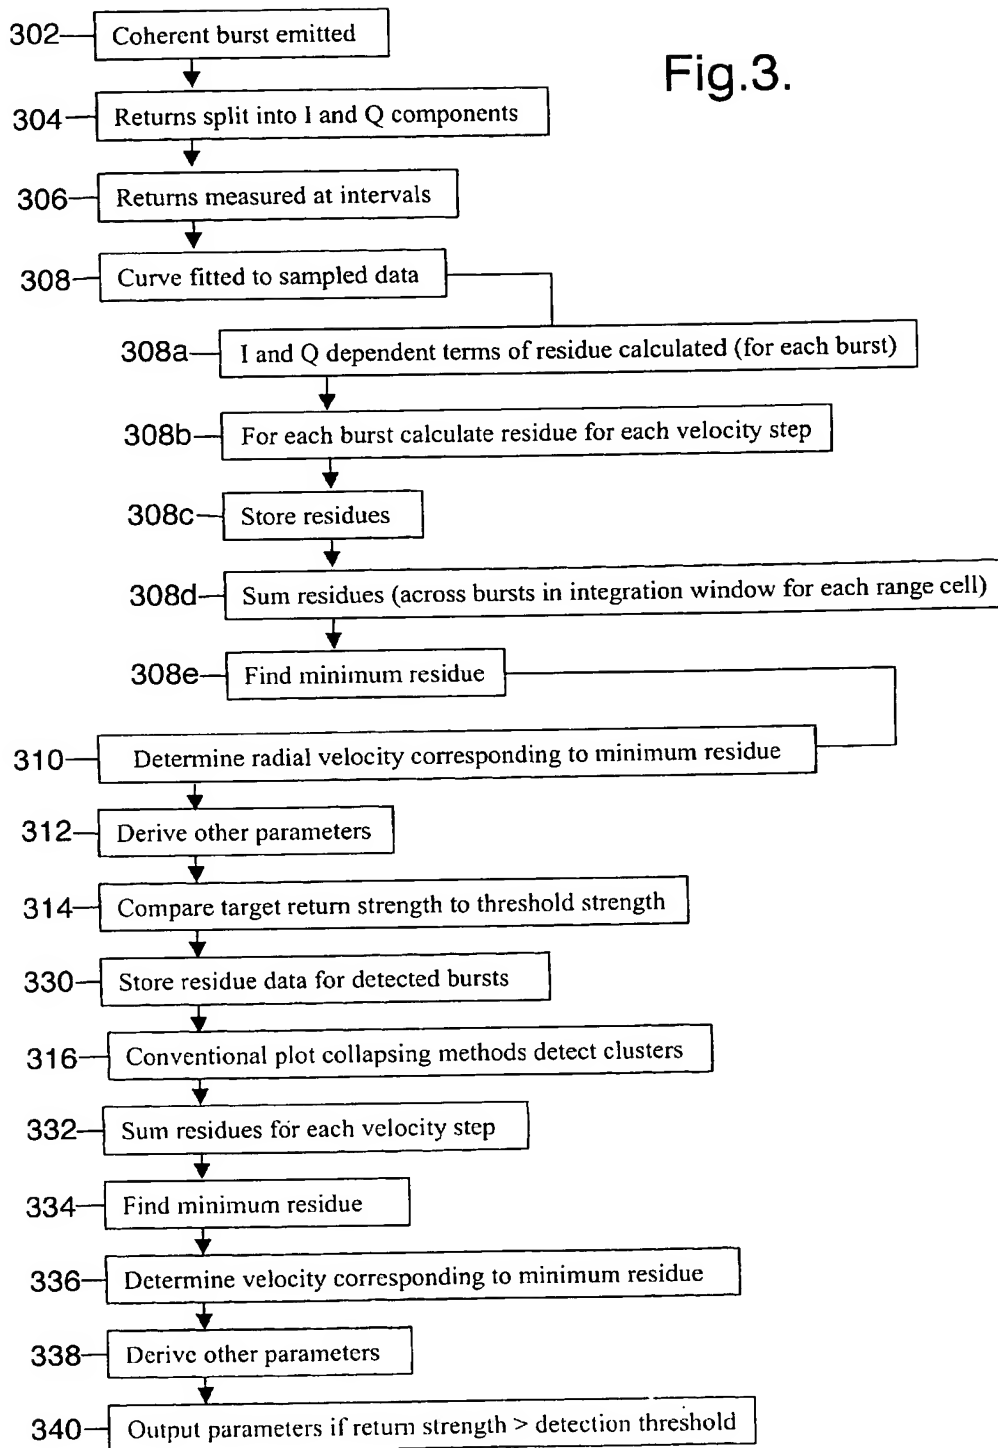 Fig.3.
302 Coherent burst emitted
304 Returns split into I and Q components
306 Returns measured at intervals
308 Curve fitted to sampled data
308a I and Q dependent terms of residue calculated (for each burst)
308b For each burst calculate residue for each velocity step
308c Store residues
308d Sum residues (across bursts in integration window for each range cell)
308e Find minimum residue
310 Determine radial velocity corresponding to minimum residue
312 Derive other parameters
314 Compare target return strength to threshold strength
330 Store residue data for detected bursts
316 Conventional plot collapsing methods detect clusters
332 Sum residues for each velocity step
334 Find minimum residue
336 Determine velocity corresponding to minimum residue
338 Derive other parameters
340 Output parameters if return strength > detection threshold